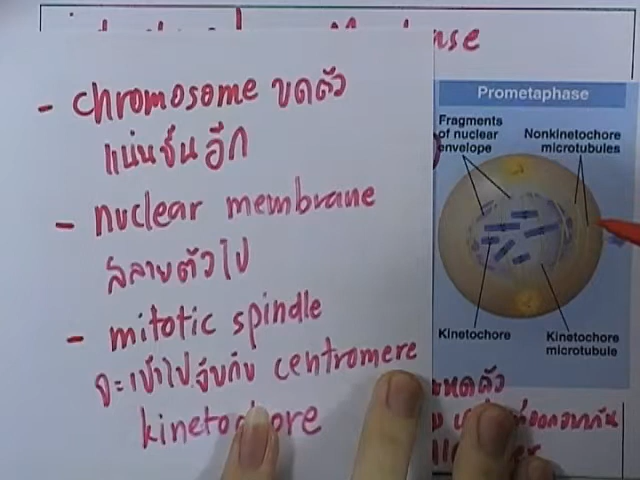 - chromosome ขดตัว
แน่นขึ้นอีก
- nuclear membrane
สลายตัวไป
- mitotic spindle
จะเข้าไปจับกับ centromere
kinetochore
Prometaphase
Fragments
of nuclear
envelope
Nonkinetochore
microtubules
Kinetochore
Kinetochore
microtubule